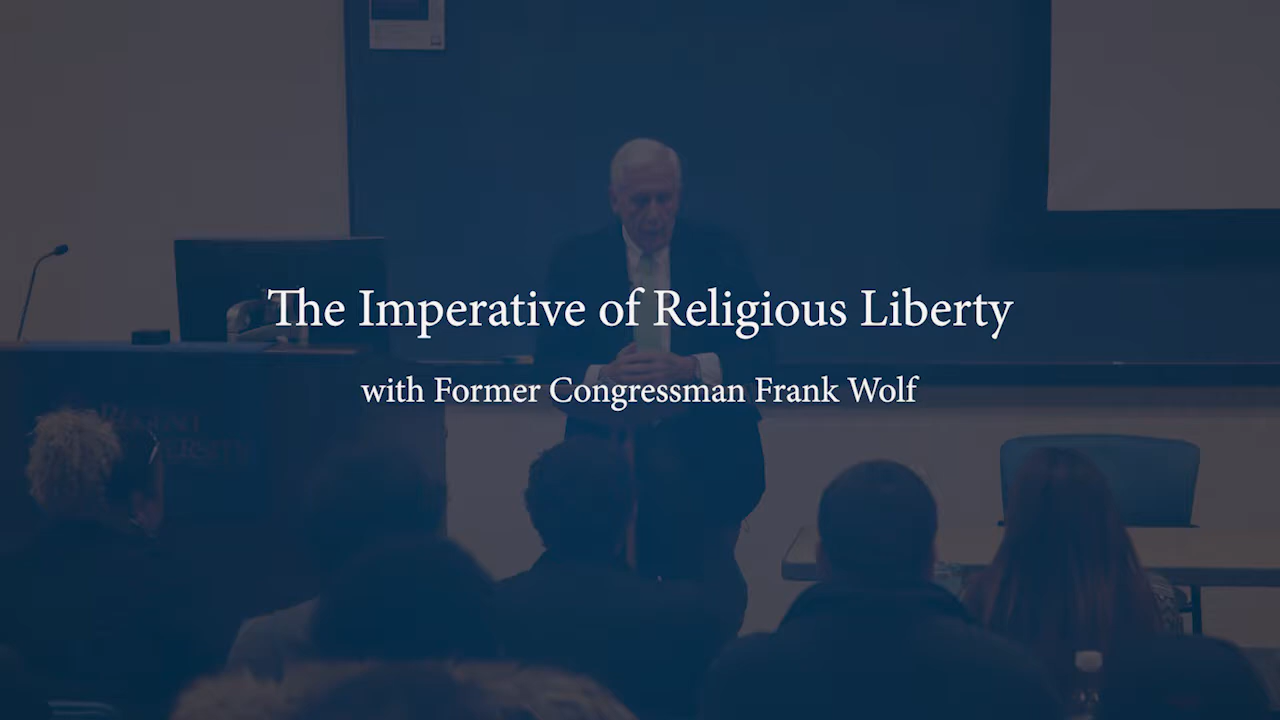 The Imperative of Religious Liberty
with Former Congressman Frank Wolf